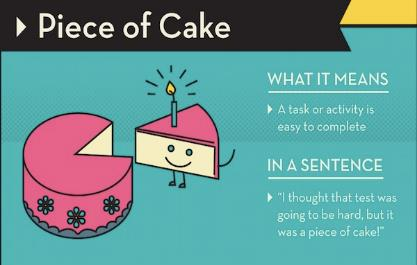 Piece of Cake
WHAT IT MEANS
A task or activity is
easy to complete
IN A SENTENCE
"I thought that test was
going to be hard, but it
was a piece of cake!"